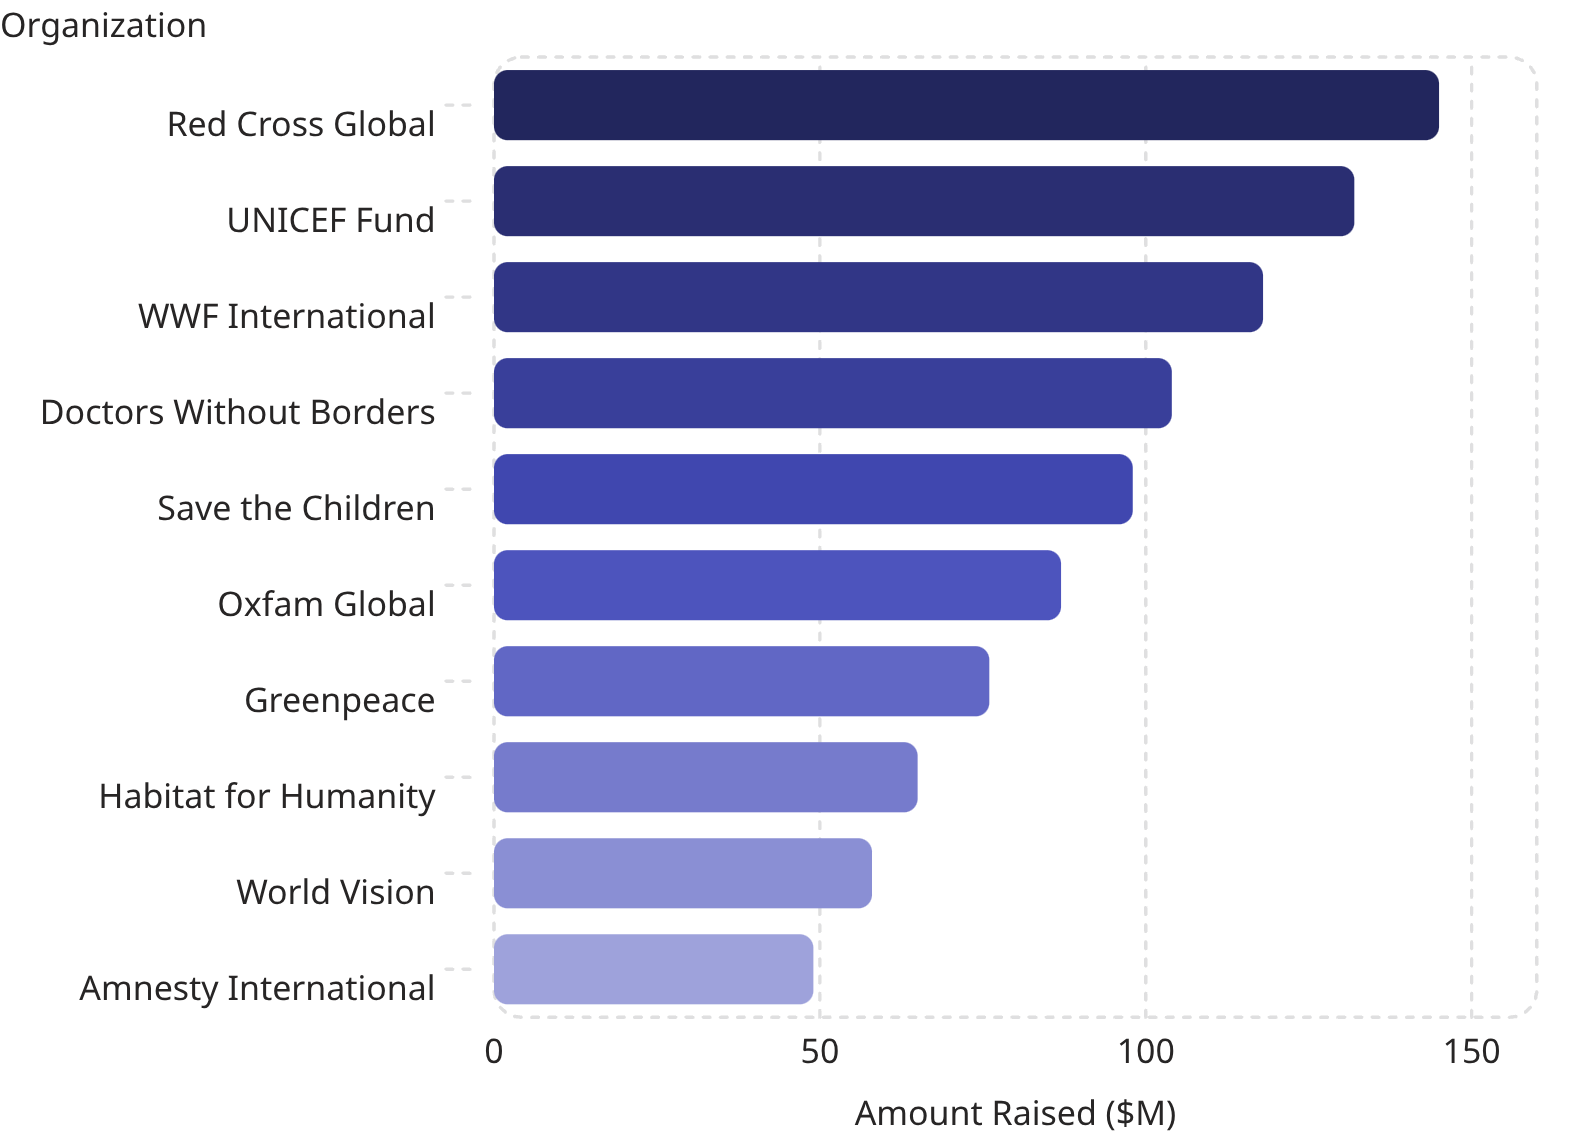 Organization
Red Cross Global
UNICEF Fund
WWF International
Doctors Without Borders
Save the Children
Oxfam Global
Greenpeace
Habitat for Humanity
World Vision
Amnesty International
0 50 100 150
Amount Raised ($M)